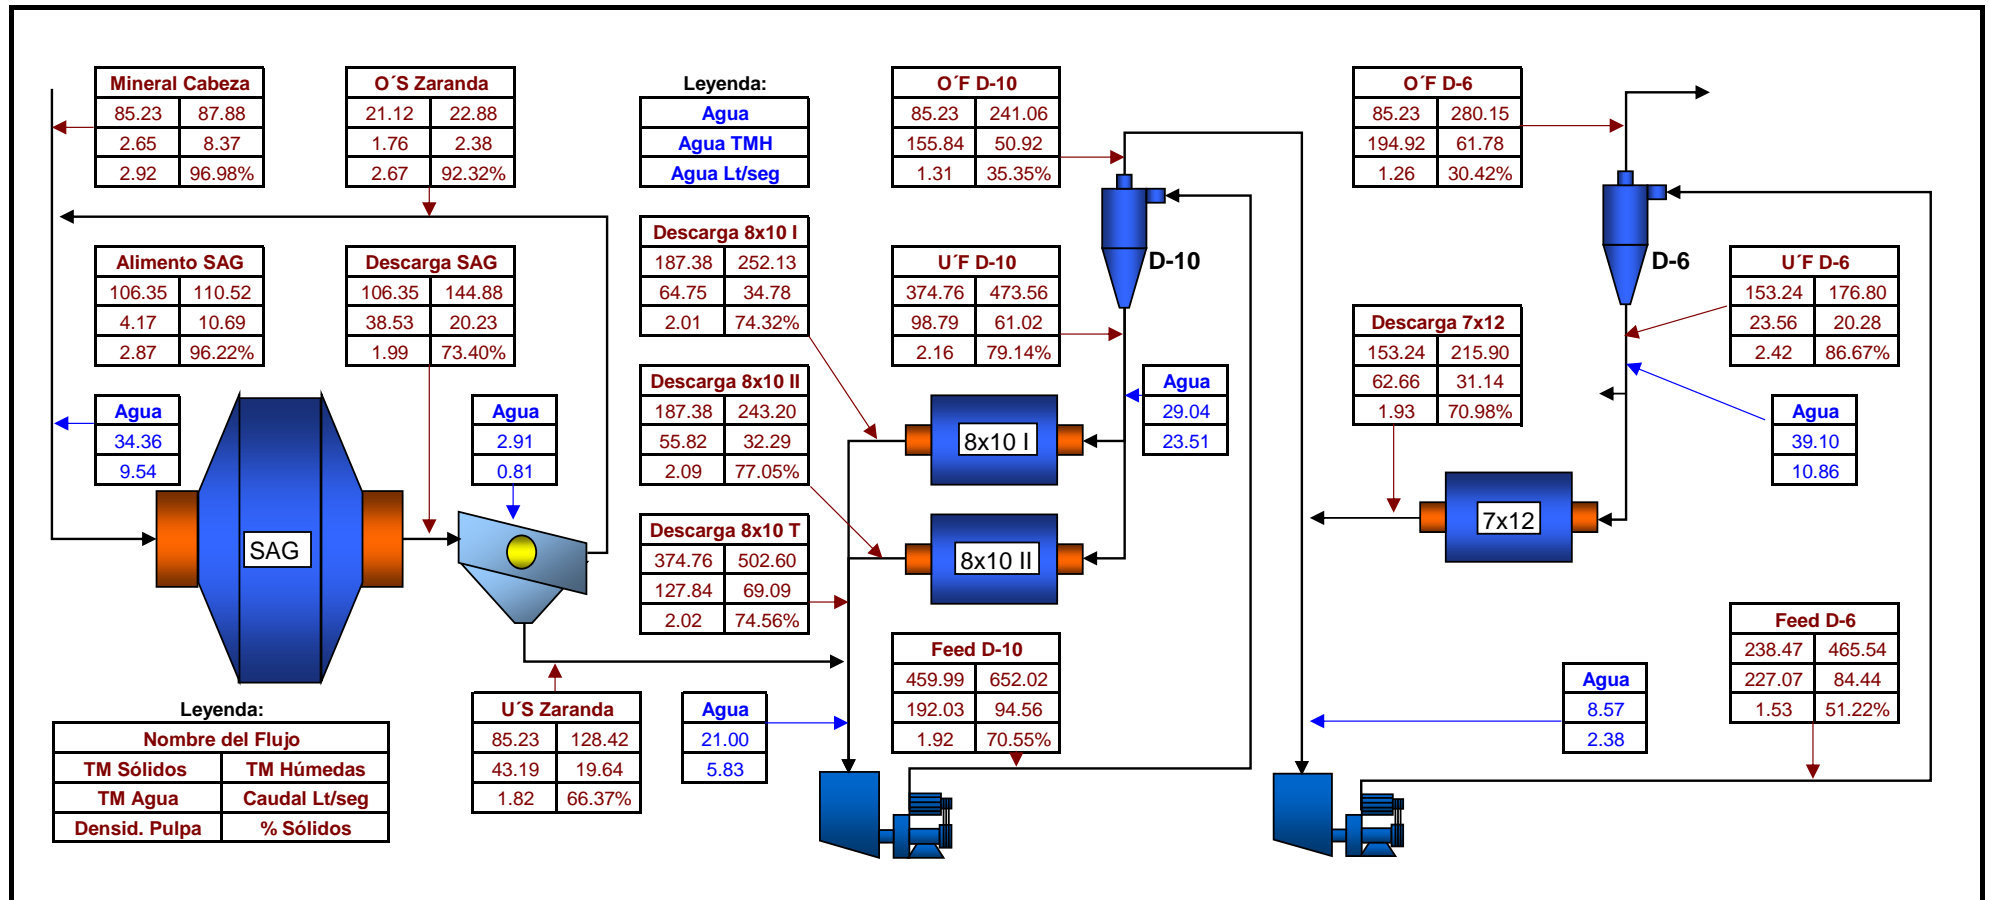 Mineral Cabeza
85.23 87.88
2.65 8.37
2.92 96.98%
O´S Zaranda
21.12 22.88
1.76 2.38
2.67 92.32%
Leyenda:
Agua
Agua TMH
Agua Lt/seg
O´F D-10
85.23 241.06
155.84 50.92
1.31 35.35%
O´F D-6
85.23 280.15
194.92 61.78
1.26 30.42%
Alimento SAG
106.35 110.52
4.17 10.69
2.87 96.22%
Descarga SAG
106.35 144.88
38.53 20.23
1.99 73.40%
Descarga 8x10 I
187.38 252.13
64.75 34.78
2.01 74.32%
U´F D-10
374.76 473.56
98.79 61.02
2.16 79.14%
D-10
D-6
U´F D-6
153.24 176.80
23.56 20.28
2.42 86.67%
Descarga 7x12
153.24 215.90
62.66 31.14
1.93 70.98%
Descarga 8x10 II
187.38 243.20
55.82 32.29
2.09 77.05%
Agua
34.36
9.54
Agua
2.91
0.81
Agua
29.04
23.51
Agua
39.10
10.86
SAG
8x10 I
8x10 II
7x12
Descarga 8x10 T
374.76 502.60
127.84 69.09
2.02 74.56%
Feed D-10
459.99 652.02
192.03 94.56
1.92 70.55%
Feed D-6
238.47 465.54
227.07 84.44
1.53 51.22%
Agua
8.57
2.38
U´S Zaranda
85.23 128.42
43.19 19.64
1.82 66.37%
Agua
21.00
5.83
Leyenda:
Nombre del Flujo
TM Sólidos TM Húmedas
TM Agua Caudal Lt/seg
Densid. Pulpa % Sólidos